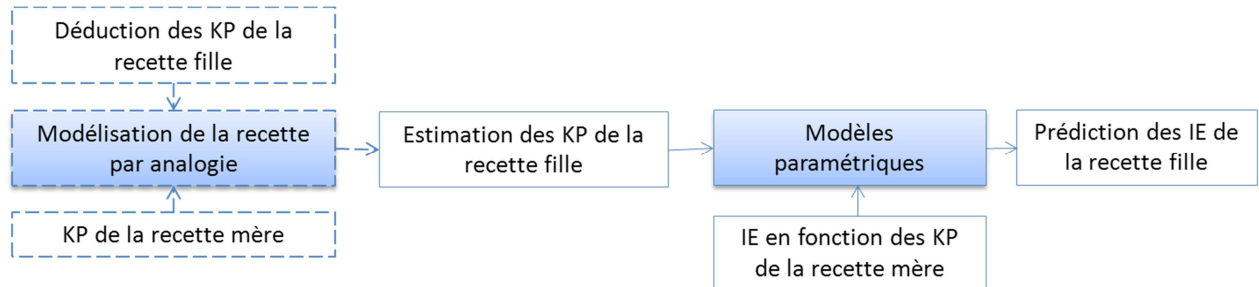 Déduction des KP de la
recette fille
Modélisation de la recette
par analogie
KP de la recette mère
Estimation des KP de la
recette fille
Modèles
paramétriques
IE en fonction des KP
de la recette mère
Prédiction des IE de
la recette fille